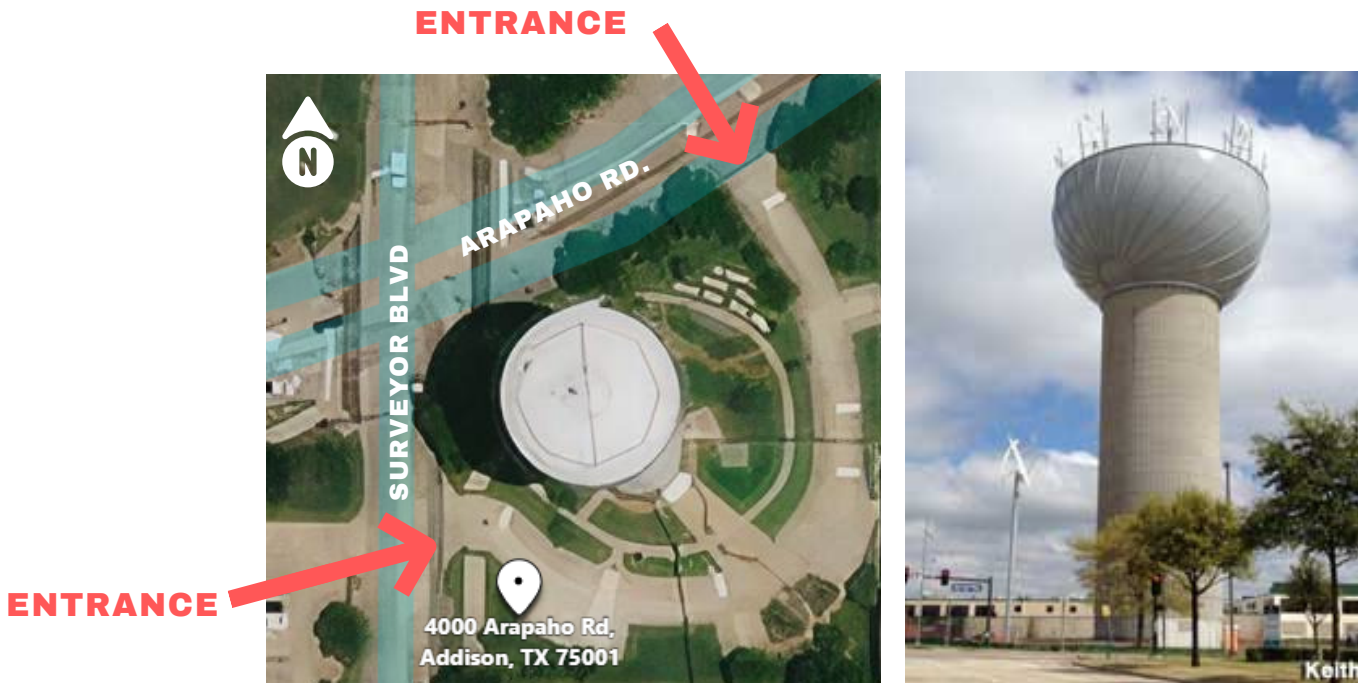 ENTRANCE
N
ARAPAHO RD.
SURVEYOR BLVD
ENTRANCE
4000 Arapaho Rd,
Addison, TX 75001
Keith